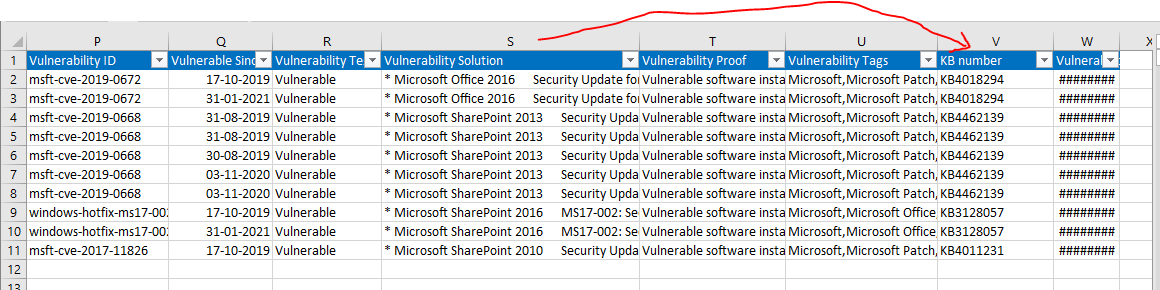 P Q R S T U V W X
1 Vulnerability ID Vulnerable Sinc Vulnerability Te Vulnerability Solution Vulnerability Proof Vulnerability Tags KB number Vulneral
2 msft-cve-2019-0672 17-10-2019 Vulnerable * Microsoft Office 2016 Security Update for Vulnerable software insta Microsoft,Microsoft Patch, KB4018294 ########
3 msft-cve-2019-0672 31-01-2021 Vulnerable * Microsoft Office 2016 Security Update for Vulnerable software insta Microsoft,Microsoft Patch, KB4018294 ########
4 msft-cve-2019-0668 31-08-2019 Vulnerable * Microsoft SharePoint 2013 Security Upda Vulnerable software insta Microsoft,Microsoft Patch, KB4462139 ########
5 msft-cve-2019-0668 31-08-2019 Vulnerable * Microsoft SharePoint 2013 Security Upda Vulnerable software insta Microsoft,Microsoft Patch, KB4462139 ########
6 msft-cve-2019-0668 30-08-2019 Vulnerable * Microsoft SharePoint 2013 Security Upda Vulnerable software insta Microsoft,Microsoft Patch, KB4462139 ########
7 msft-cve-2019-0668 03-11-2020 Vulnerable * Microsoft SharePoint 2013 Security Upda Vulnerable software insta Microsoft,Microsoft Patch, KB4462139 ########
8 msft-cve-2019-0668 03-11-2020 Vulnerable * Microsoft SharePoint 2013 Security Upda Vulnerable software insta Microsoft,Microsoft Patch, KB4462139 ########
9 windows-hotfix-ms17-002 17-10-2019 Vulnerable * Microsoft SharePoint 2016 MS17-002: Se Vulnerable software insta Microsoft,Microsoft Office, KB3128057 ########
10 windows-hotfix-ms17-002 31-01-2021 Vulnerable * Microsoft SharePoint 2016 MS17-002: Se Vulnerable software insta Microsoft,Microsoft Office, KB3128057 ########
11 msft-cve-2017-11826 17-10-2019 Vulnerable * Microsoft SharePoint 2010 Security Upda Vulnerable software insta Microsoft,Microsoft Patch, KB4011231 ########
12
13